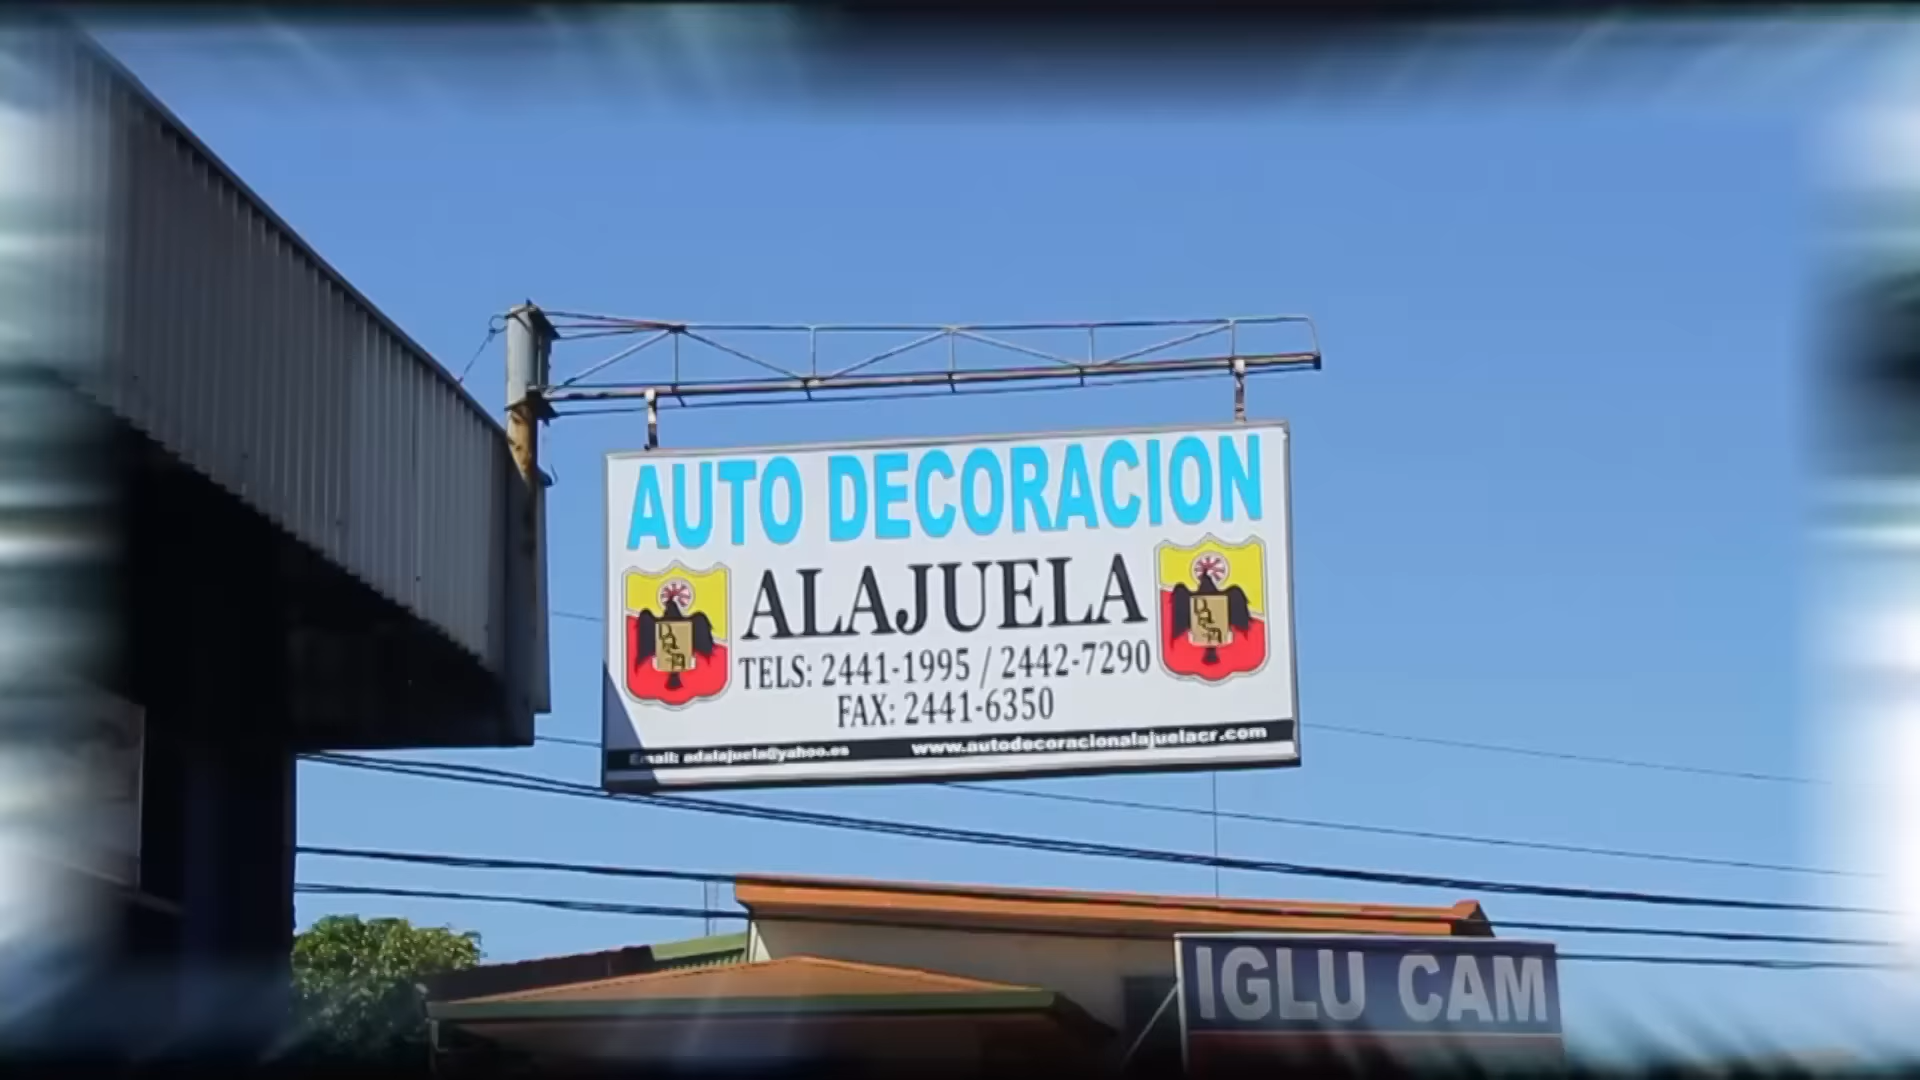 AUTO DECORACION
ALAJUELA
TELS: 2441-1995 / 2442-7290
FAX: 2441-6350
Email: adalajuela@yahoo.es
www.autodecoracionalajuelacr.com
IGLU CAM